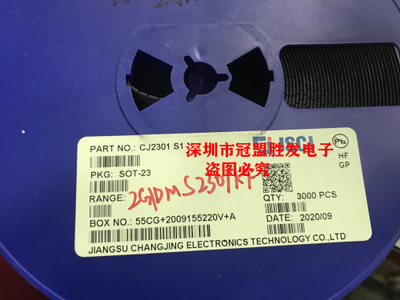 PART NO.: CJ2301 S1
JSCJ
深圳市冠盟胜发电子
盗图必究
Pb
HF
GP
PKG: SOT-23
RANGE:
QTY: 3000 PCS
BOX NO.: 55CG+2009155220V+A
DATE: 2020/09
JIANGSU CHANGJING ELECTRONICS TECHNOLOGY CO.,LTD